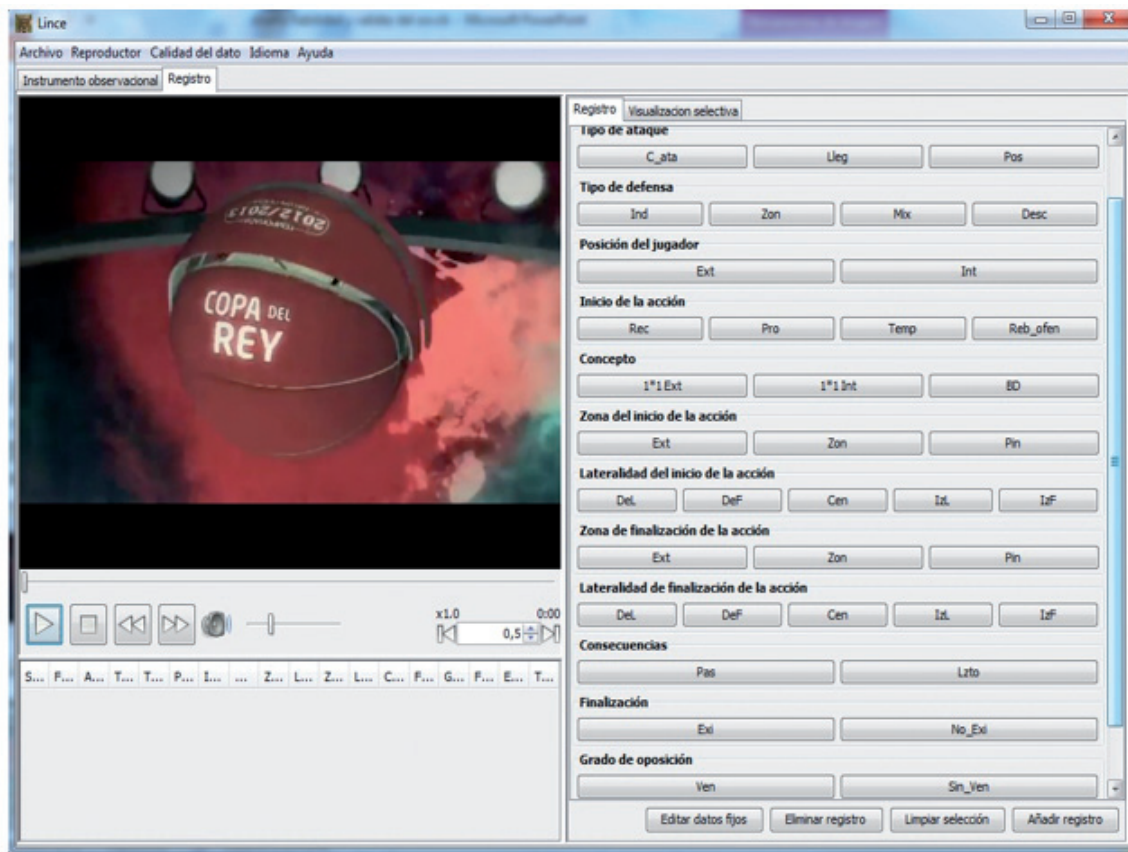 Lince
Archivo Reproductor Calidad del dato Idioma Ayuda
Instrumento observacional Registro
TEMPORADA
2012/2013
COPA DEL
REY
x1.0 0:00
0,5
S... F... A... T... T... P... I... ... Z... L... Z... L... C... F... G... F... E... T...
Registro Visualizacion selectiva
Tipo de ataque
C_ata Lleg Pos
Tipo de defensa
Ind Zon Mix Desc
Posición del jugador
Ext Int
Inicio de la acción
Rec Pro Temp Reb_ofen
Concepto
1*1 Ext 1*1 Int BD
Zona del inicio de la acción
Ext Zon Pin
Lateralidad del inicio de la acción
DeL DeF Cen IzL IzF
Zona de finalización de la acción
Ext Zon Pin
Lateralidad de finalización de la acción
DeL DeF Cen IzL IzF
Consecuencias
Pas Lzto
Finalización
Exi No_Exi
Grado de oposición
Ven Sin_Ven
Editar datos fijos Eliminar registro Limpiar selección Añadir registro